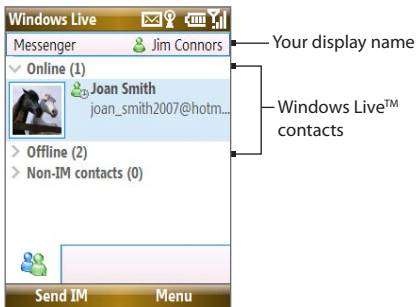 Windows Live
Messenger Jim Connors
Your display name
Online (1)
Joan Smith
joan_smith2007@hotm...
Windows Live™
contacts
Offline (2)
Non-IM contacts (0)
Send IM Menu